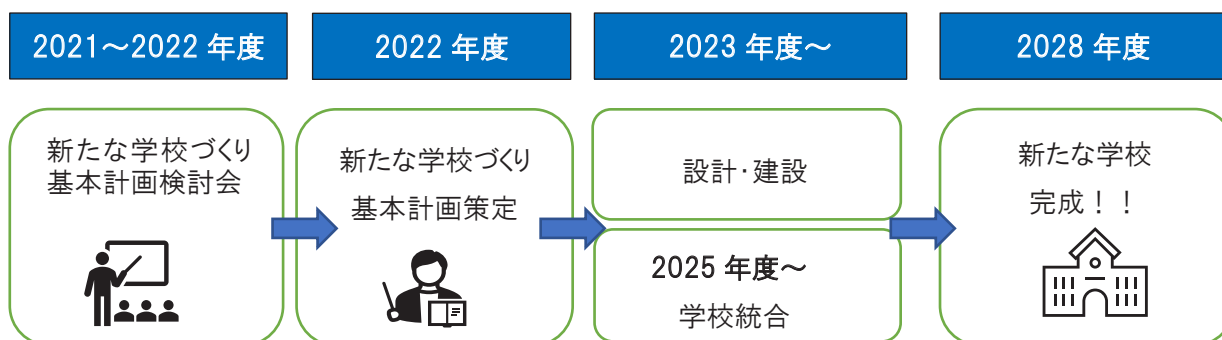 2021～2022 年度
2022 年度
2023 年度～
2028 年度
新たな学校づくり
基本計画検討会
新たな学校づくり
基本計画策定
設計・建設
2025 年度～
学校統合
新たな学校
完成！！